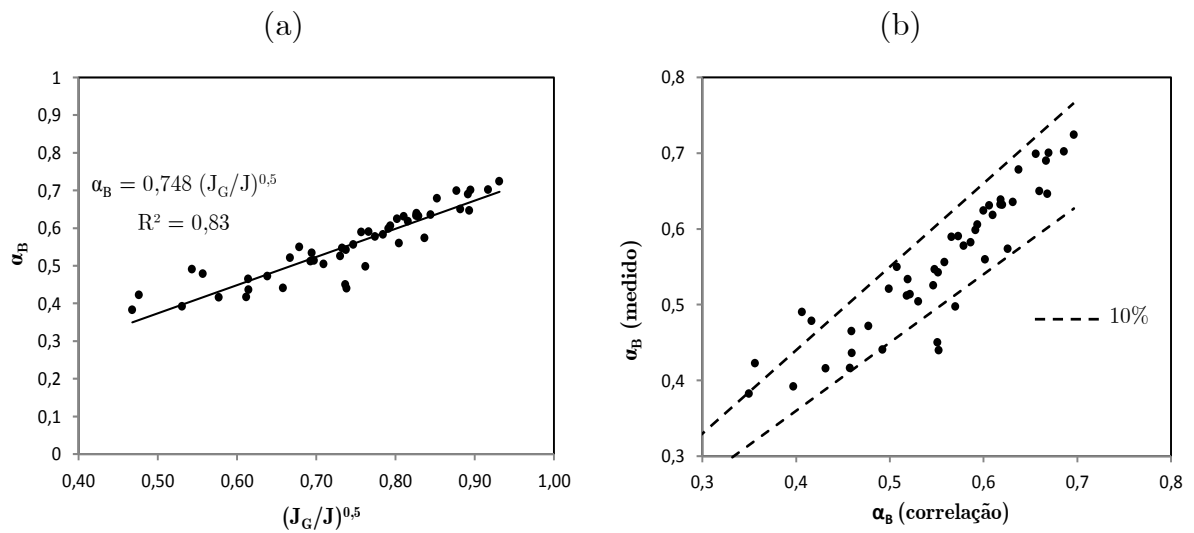 (a)
1
0,9
0,8
0,7
0,6
0,5
0,4
0,3
0,2
0,1
0
α_B
α_B = 0,748 (J_G/J)^0,5
R² = 0,83
0,40 0,50 0,60 0,70 0,80 0,90 1,00
(J_G/J)^0,5
(b)
0,8
0,7
0,6
0,5
0,4
0,3
α_B (medido)
10%
0,3 0,4 0,5 0,6 0,7 0,8
α_B (correlação)